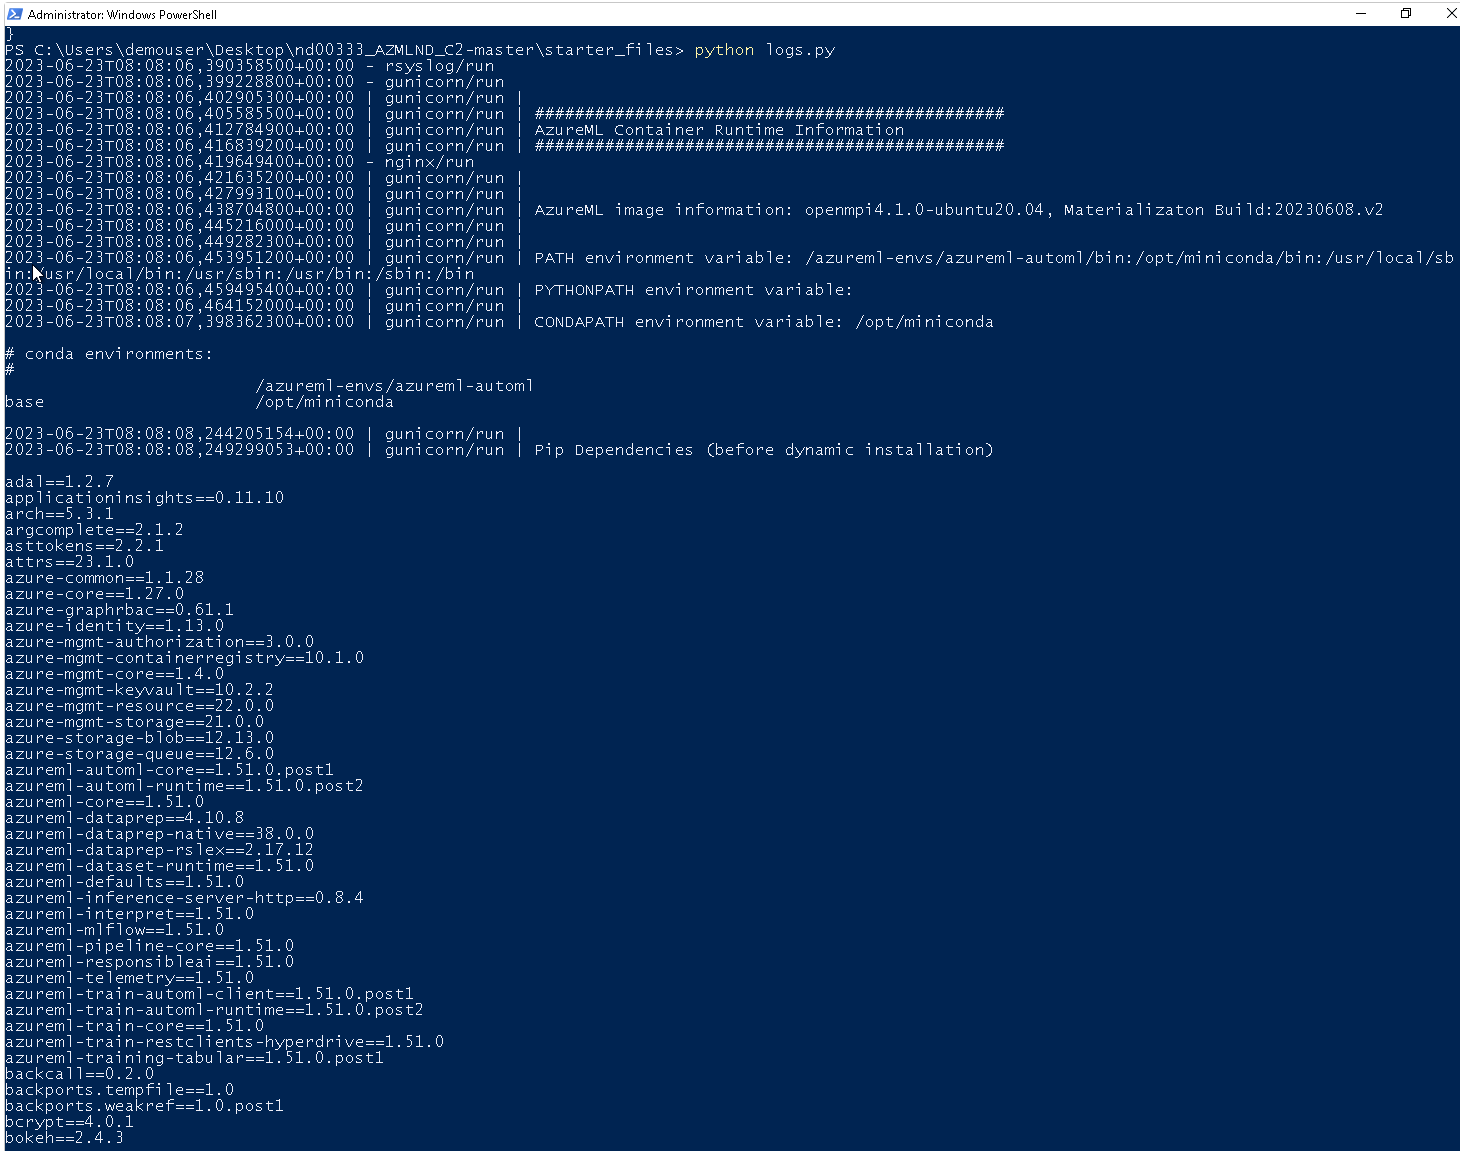 Administrator: Windows PowerShell
}
PS C:\Users\demouser\Desktop\nd00333_AZMLND_C2-master\starter_files> python logs.py
2023-06-23T08:08:06,390358500+00:00 - rsyslog/run
2023-06-23T08:08:06,399228800+00:00 - gunicorn/run
2023-06-23T08:08:06,402905300+00:00 | gunicorn/run |
2023-06-23T08:08:06,405585500+00:00 | gunicorn/run | ###############################################
2023-06-23T08:08:06,412784900+00:00 | gunicorn/run | AzureML Container Runtime Information
2023-06-23T08:08:06,416839200+00:00 | gunicorn/run | ###############################################
2023-06-23T08:08:06,419649400+00:00 - nginx/run
2023-06-23T08:08:06,421635200+00:00 | gunicorn/run |
2023-06-23T08:08:06,427993100+00:00 | gunicorn/run |
2023-06-23T08:08:06,438704800+00:00 | gunicorn/run | AzureML image information: openmpi4.1.0-ubuntu20.04, Materializaton Build:20230608.v2
2023-06-23T08:08:06,445216000+00:00 | gunicorn/run |
2023-06-23T08:08:06,449282300+00:00 | gunicorn/run |
2023-06-23T08:08:06,453951200+00:00 | gunicorn/run | PATH environment variable: /azureml-envs/azureml-automl/bin:/opt/miniconda/bin:/usr/local/sb
in:/usr/local/bin:/usr/sbin:/usr/bin:/sbin:/bin
2023-06-23T08:08:06,459495400+00:00 | gunicorn/run | PYTHONPATH environment variable:
2023-06-23T08:08:06,464152000+00:00 | gunicorn/run |
2023-06-23T08:08:07,398362300+00:00 | gunicorn/run | CONDAPATH environment variable: /opt/miniconda
# conda environments:
#
/azureml-envs/azureml-automl
base /opt/miniconda
2023-06-23T08:08:08,244205154+00:00 | gunicorn/run |
2023-06-23T08:08:08,249299053+00:00 | gunicorn/run | Pip Dependencies (before dynamic installation)
adal==1.2.7
applicationinsights==0.11.10
arch==5.3.1
argcomplete==2.1.2
asttokens==2.2.1
attrs==23.1.0
azure-common==1.1.28
azure-core==1.27.0
azure-graphrbac==0.61.1
azure-identity==1.13.0
azure-mgmt-authorization==3.0.0
azure-mgmt-containerregistry==10.1.0
azure-mgmt-core==1.4.0
azure-mgmt-keyvault==10.2.2
azure-mgmt-resource==22.0.0
azure-mgmt-storage==21.0.0
azure-storage-blob==12.13.0
azure-storage-queue==12.6.0
azureml-automl-core==1.51.0.post1
azureml-automl-runtime==1.51.0.post2
azureml-core==1.51.0
azureml-dataprep==4.10.8
azureml-dataprep-native==38.0.0
azureml-dataprep-rslex==2.17.12
azureml-dataset-runtime==1.51.0
azureml-defaults==1.51.0
azureml-inference-server-http==0.8.4
azureml-interpret==1.51.0
azureml-mlflow==1.51.0
azureml-pipeline-core==1.51.0
azureml-responsibleai==1.51.0
azureml-telemetry==1.51.0
azureml-train-automl-client==1.51.0.post1
azureml-train-automl-runtime==1.51.0.post2
azureml-train-core==1.51.0
azureml-train-restclients-hyperdrive==1.51.0
azureml-training-tabular==1.51.0.post1
backcall==0.2.0
backports.tempfile==1.0
backports.weakref==1.0.post1
bcrypt==4.0.1
bokeh==2.4.3